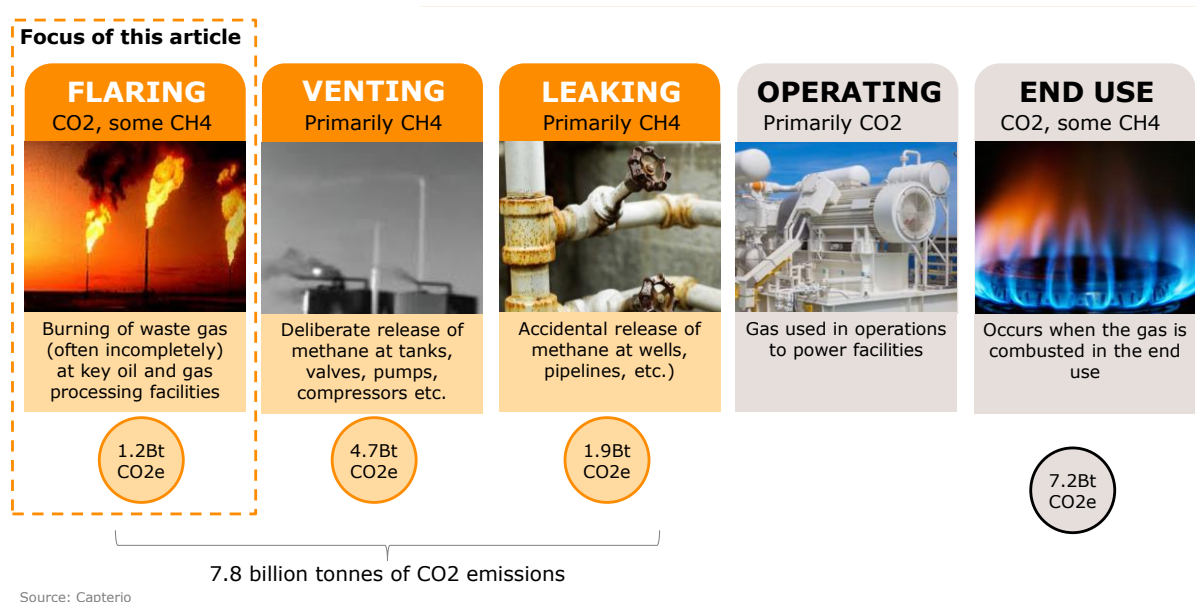 Focus of this article
FLARING
CO2, some CH4
Burning of waste gas
(often incompletely)
at key oil and gas
processing facilities
1.2Bt
CO2e
VENTING
Primarily CH4
Deliberate release of
methane at tanks,
valves, pumps,
compressors etc.
4.7Bt
CO2e
LEAKING
Primarily CH4
Accidental release of
methane at wells,
pipelines, etc.)
1.9Bt
CO2e
OPERATING
Primarily CO2
Gas used in operations
to power facilities
END USE
CO2, some CH4
Occurs when the gas is
combusted in the end
use
7.2Bt
CO2e
7.8 billion tonnes of CO2 emissions
Source: Capterio